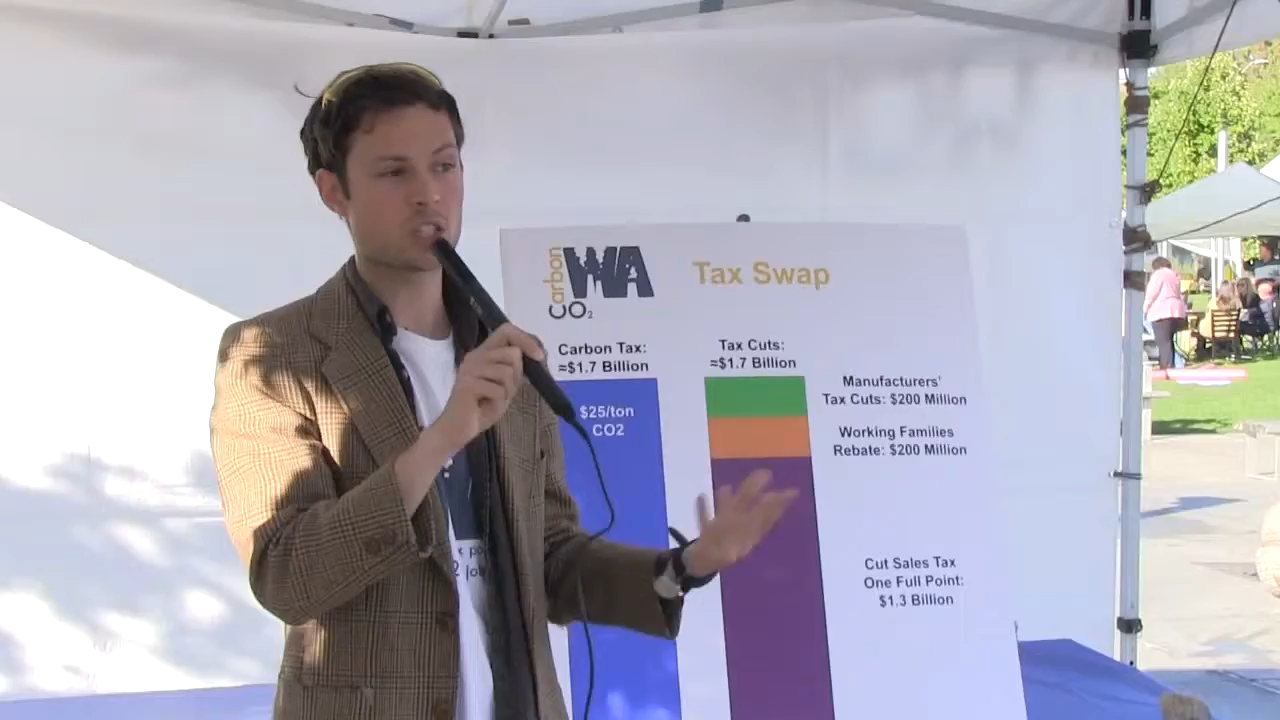 Carbon
WA
CO2
Tax Swap
Carbon Tax:
≈$1.7 Billion
Tax Cuts:
≈$1.7 Billion
$25/ton
CO2
Manufacturers'
Tax Cuts: $200 Million
Working Families
Rebate: $200 Million
Cut Sales Tax
One Full Point:
$1.3 Billion